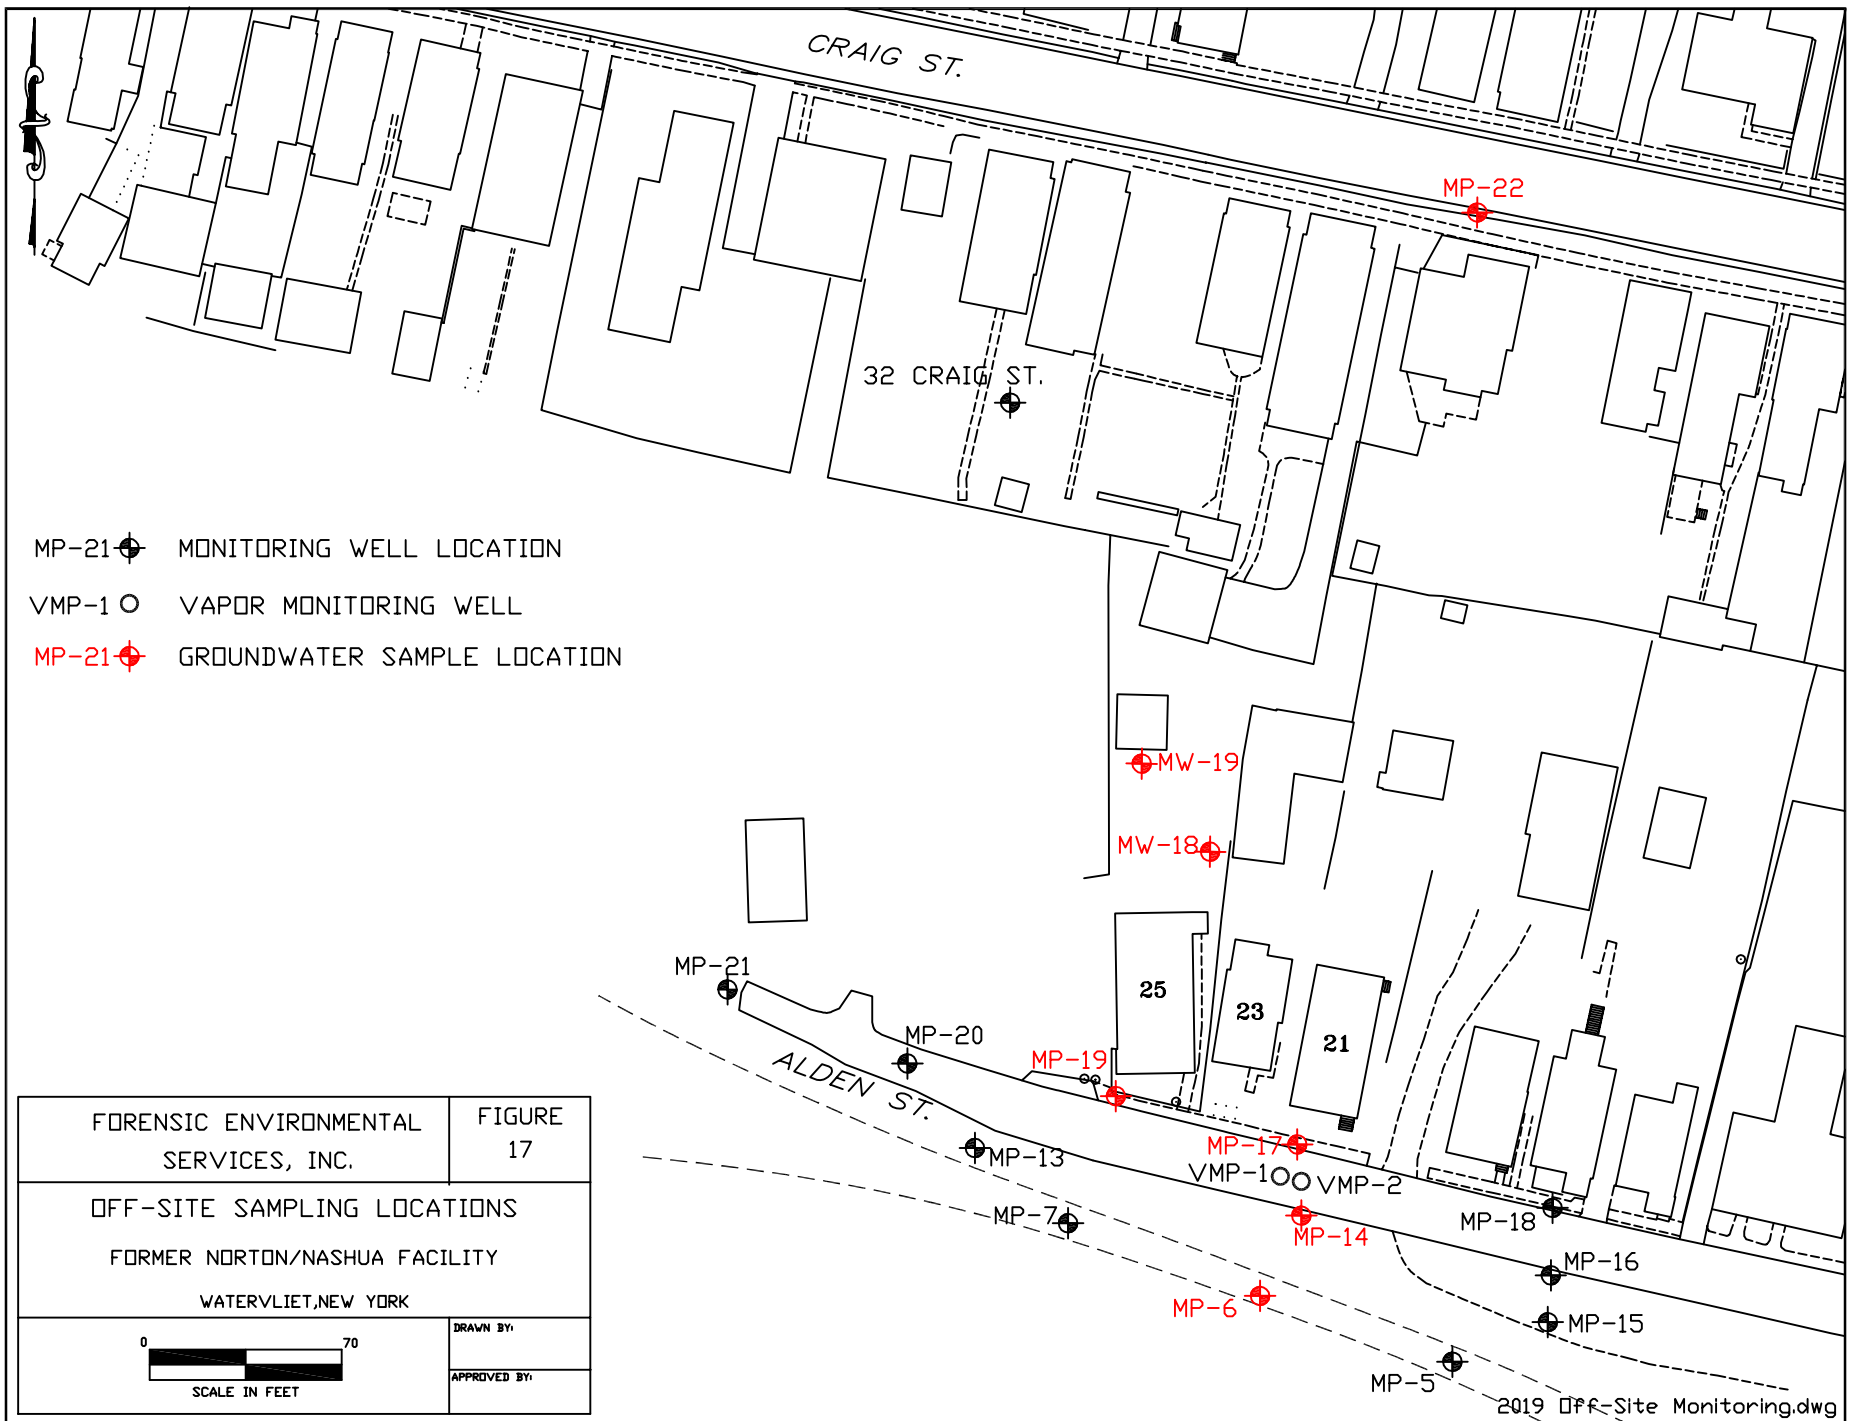 CRAIG ST.
MP-22
32 CRAIG ST.
MP-21 MONITORING WELL LOCATION
VMP-1 VAPOR MONITORING WELL
MP-21 GROUNDWATER SAMPLE LOCATION
MW-19
MW-18
MP-21
25
23
21
MP-20
MP-19
ALDEN ST.
MP-13
MP-17
VMP-1
VMP-2
MP-7
MP-14
MP-18
MP-16
MP-6
MP-15
MP-5
FORENSIC ENVIRONMENTAL
SERVICES, INC.
FIGURE
17
OFF-SITE SAMPLING LOCATIONS
FORMER NORTON/NASHUA FACILITY
WATERVLIET,NEW YORK
0 70
SCALE IN FEET
DRAWN BY:
APPROVED BY:
2019 Off-Site Monitoring.dwg